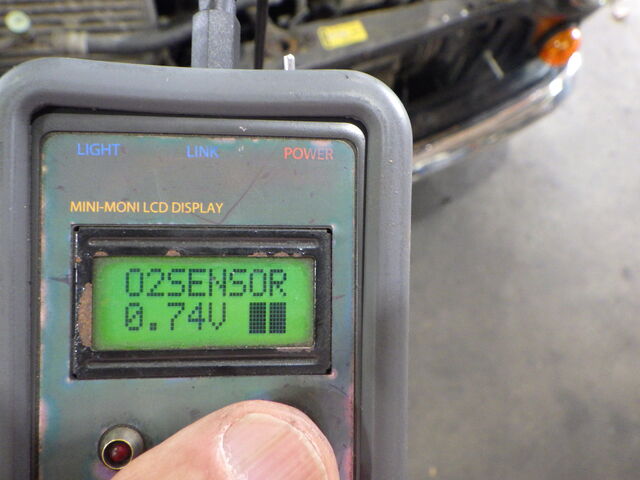 LIGHT LINK POWER
MINI-MONI LCD DISPLAY
O2SENSOR
0.74V